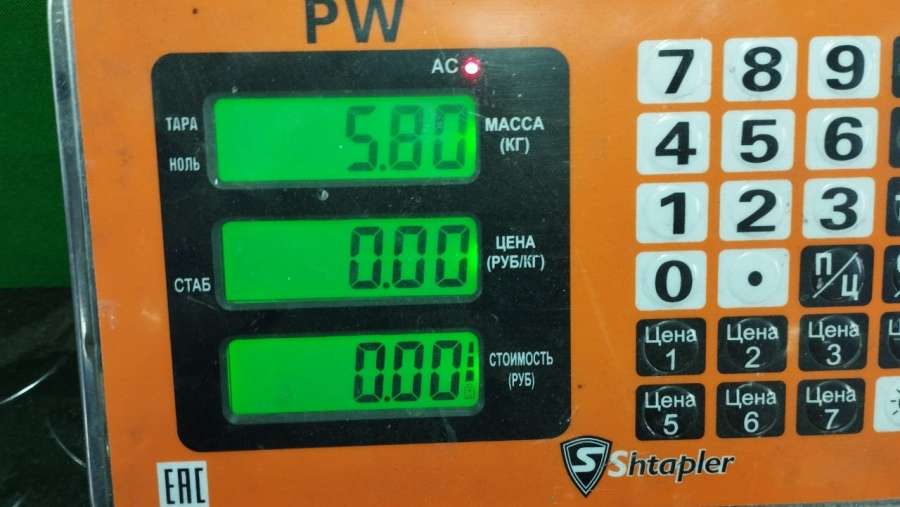 PW
AC
ТАРА
НОЛЬ
5.80
МАССА
(КГ)
СТАБ
0.00
ЦЕНА
(РУБ/КГ)
0.00
СТОИМОСТЬ
(РУБ)
7 8 9
4 5 6
1 2 3
0 • П/Ц
Цена 1 Цена 2 Цена 3
Цена 5 Цена 6 Цена 7
S Shtapler
EAC